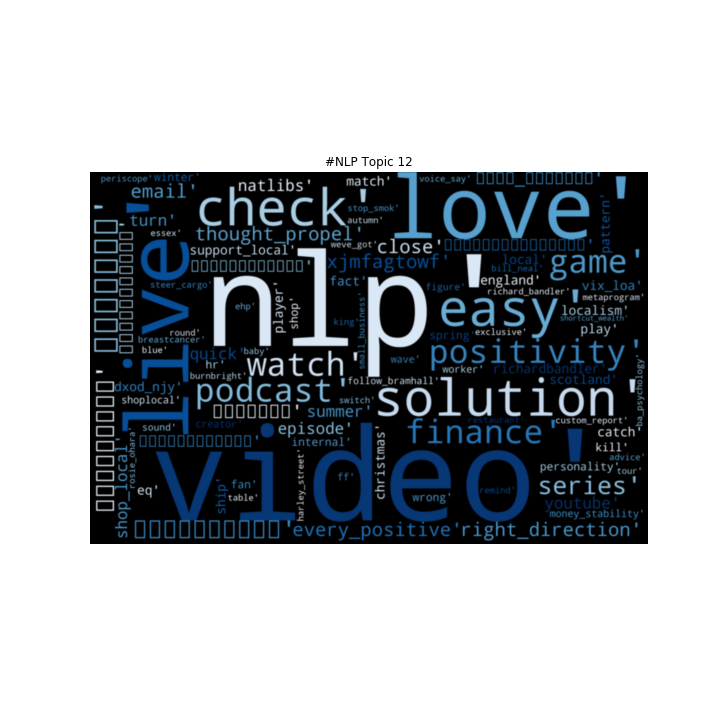 #NLP Topic 12
periscope'
winter'
email'
natlibs'
match'
love'
voice_say'
turn'
check'
stop_smok'
autumn'
pattern'
essex'
thought_propel'
weve_got'
close'
support_local'
live'
xjmfagtowf'
local'
bill_neal'
game'
steer_cargo'
nlp'
fact'
figure'
england'
richard_bandler'
vix_loa'
metaprogram'
ehp'
player'
shop'
king'
small_business'
easy'
localism'
shortcut_wealth'
round'
breastcancer'
blue'
spring'
exclusive'
play'
quick'
baby'
hr'
watch'
wave'
positivity'
burnbright'
worker'
richardbandler'
scotland'
dxod_njy'
podcast'
follow_bramhall'
ba_psychology'
shoplocal'
switch'
solution'
summer'
sound'
creator'
episode'
restaurant'
custom_report'
internal'
finance'
catch'
rosie_ohara'
christmas'
kill'
advice'
video'
personality'
tour'
shop_local'
eq'
ship'
fan'
table'
harley_street'
ff'
wrong'
remind'
series'
youtube'
money_stability'
every_positive'
right_direction'